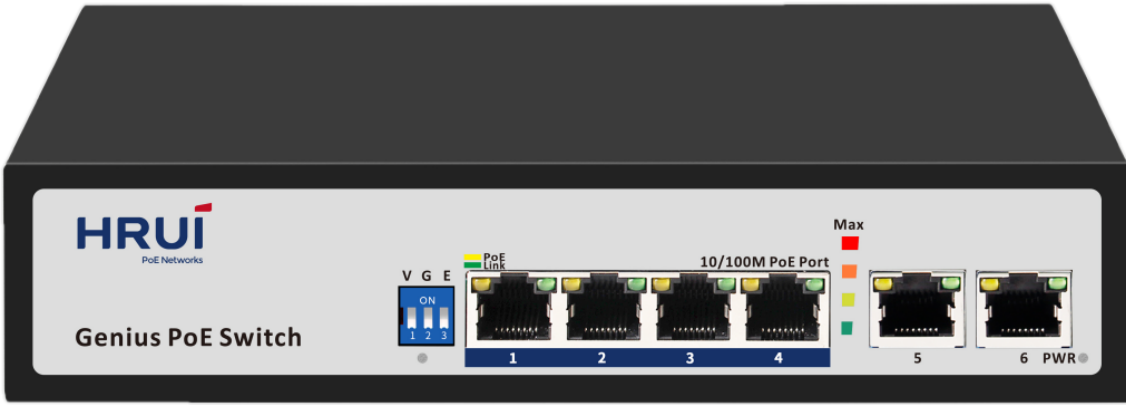 HRUI
PoE Networks
Genius PoE Switch
V G E
ON
1 2 3
PoE
Link
10/100M PoE Port
1 2 3 4
Max
5
6 PWR